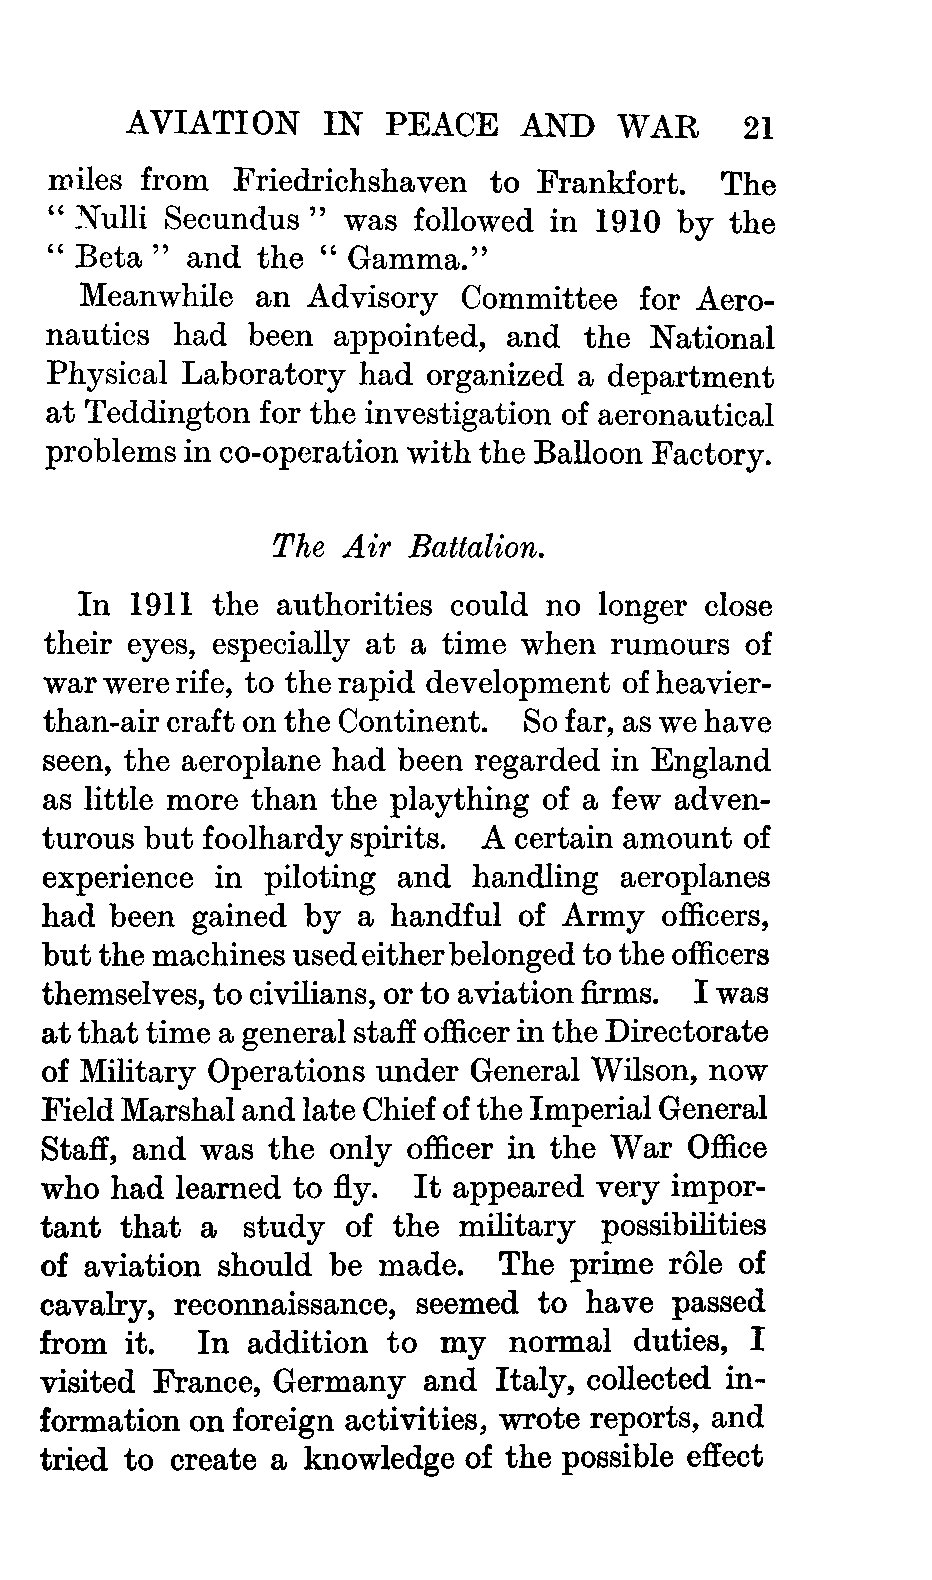 AVIATION IN PEACE AND WAR 21
miles from Friedrichshaven to Frankfort. The
“ Nulli Secundus ” was followed in 1910 by the
“ Beta ” and the “ Gamma.”
Meanwhile an Advisory Committee for Aero-
nautics had been appointed, and the National
Physical Laboratory had organized a department
at Teddington for the investigation of aeronautical
problems in co-operation with the Balloon Factory.
The Air Battalion.
In 1911 the authorities could no longer close
their eyes, especially at a time when rumours of
war were rife, to the rapid development of heavier-
than-air craft on the Continent. So far, as we have
seen, the aeroplane had been regarded in England
as little more than the plaything of a few adven-
turous but foolhardy spirits. A certain amount of
experience in piloting and handling aeroplanes
had been gained by a handful of Army officers,
but the machines used either belonged to the officers
themselves, to civilians, or to aviation firms. I was
at that time a general staff officer in the Directorate
of Military Operations under General Wilson, now
Field Marshal and late Chief of the Imperial General
Staff, and was the only officer in the War Office
who had learned to fly. It appeared very impor-
tant that a study of the military possibilities
of aviation should be made. The prime rôle of
cavalry, reconnaissance, seemed to have passed
from it. In addition to my normal duties, I
visited France, Germany and Italy, collected in-
formation on foreign activities, wrote reports, and
tried to create a knowledge of the possible effect